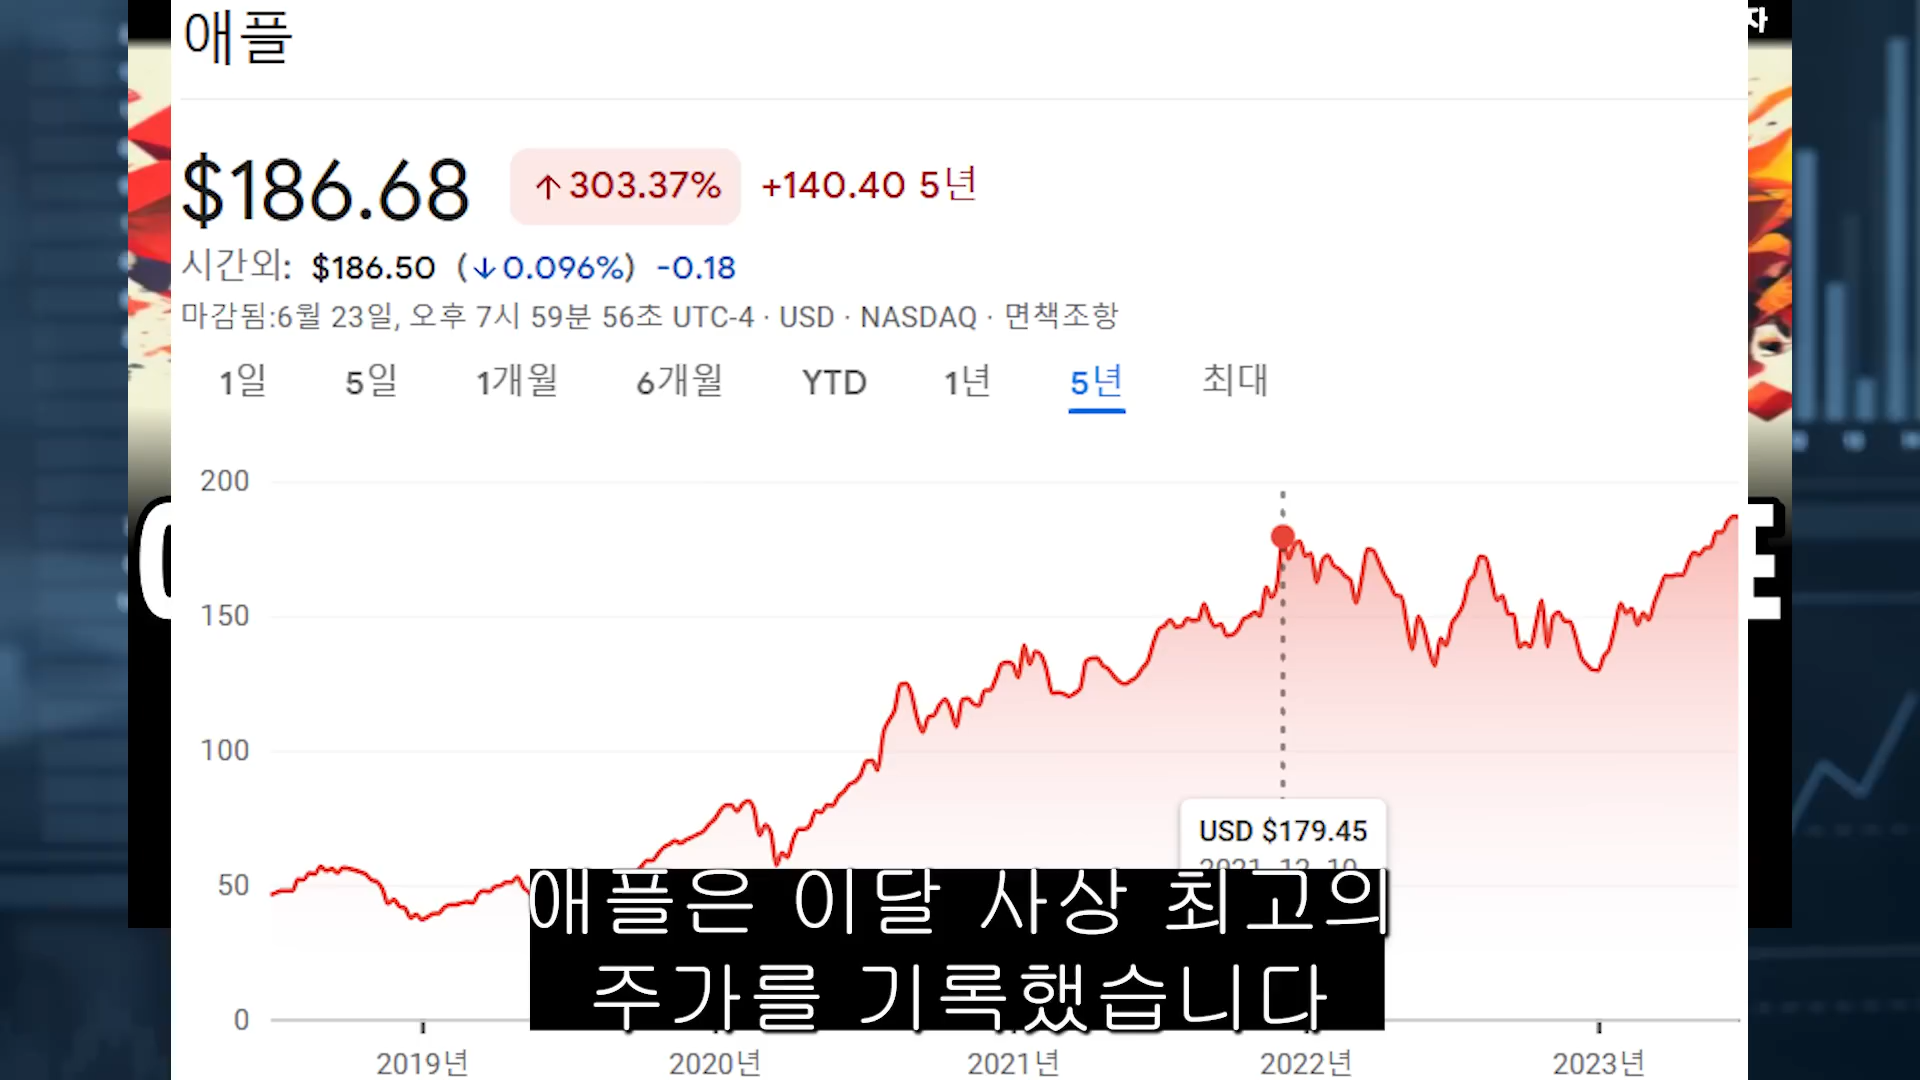 애플
자
$186.68 ↑303.37% +140.40 5년
시간외: $186.50 (↓0.096%) -0.18
마감됨:6월 23일, 오후 7시 59분 56초 UTC-4 · USD · NASDAQ · 면책조항
1일 5일 1개월 6개월 YTD 1년 5년 최대
200
150
100
50
0
USD $179.45
2021. 12. 10.
애플은 이달 사상 최고의
주가를 기록했습니다
2019년 2020년 2021년 2022년 2023년